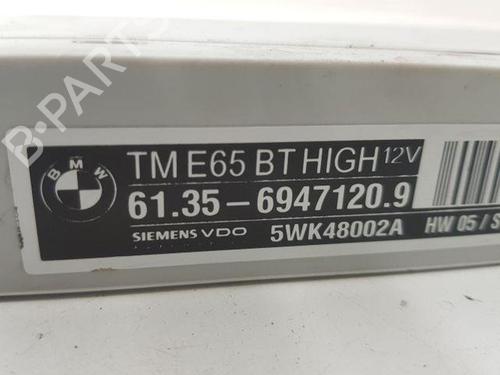 B-PARTS
BMW
TM E65 BT HIGH 12V
61.35-6947120.9
SIEMENS VDO 5WK48002A HW 05 / S